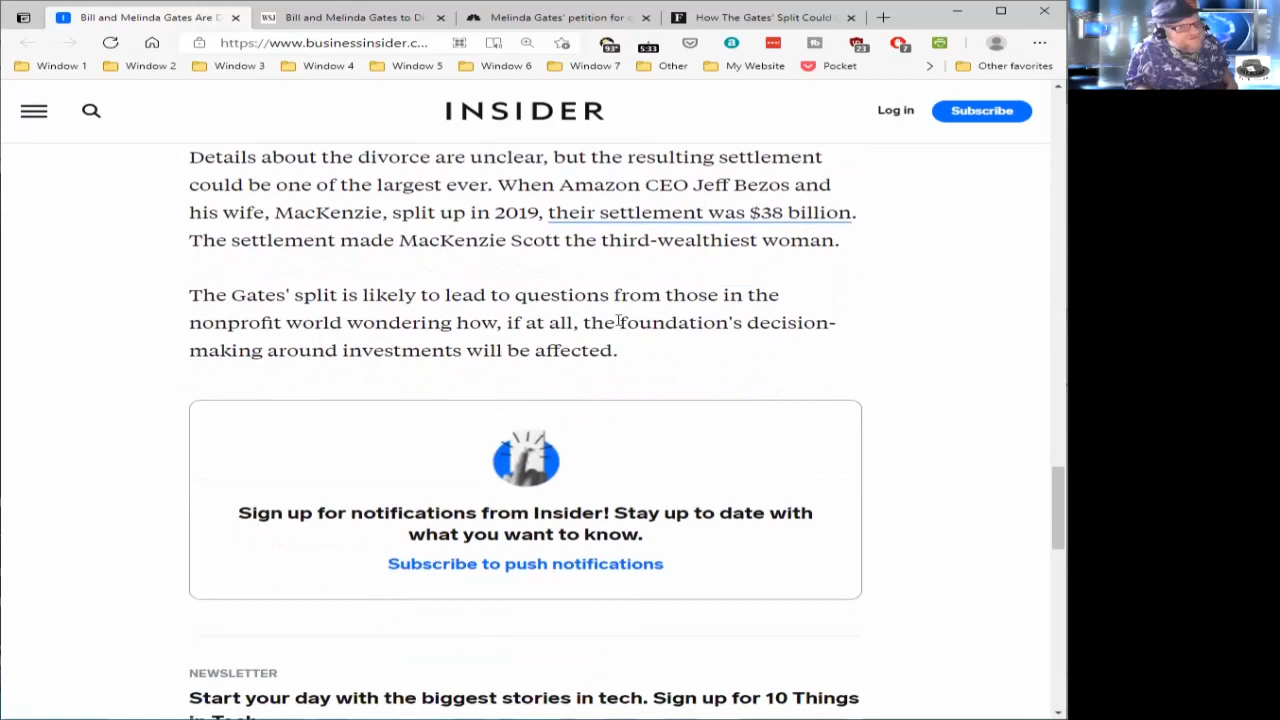 Bill and Melinda Gates Are D
WSJ
Bill and Melinda Gates to Di
Melinda Gates' petition for
How The Gates' Split Could
https://www.businessinsider.c...
93°
5:33
23
7
Window 1
Window 2
Window 3
Window 4
Window 5
Window 6
Window 7
Other
My Website
Pocket
Other favorites
INSIDER
Log in
Subscribe
Details about the divorce are unclear, but the resulting settlement
could be one of the largest ever. When Amazon CEO Jeff Bezos and
his wife, MacKenzie, split up in 2019, their settlement was $38 billion.
The settlement made MacKenzie Scott the third-wealthiest woman.
The Gates' split is likely to lead to questions from those in the
nonprofit world wondering how, if at all, the foundation's decision-
making around investments will be affected.
Sign up for notifications from Insider! Stay up to date with
what you want to know.
Subscribe to push notifications
NEWSLETTER
Start your day with the biggest stories in tech. Sign up for 10 Things
in Tech